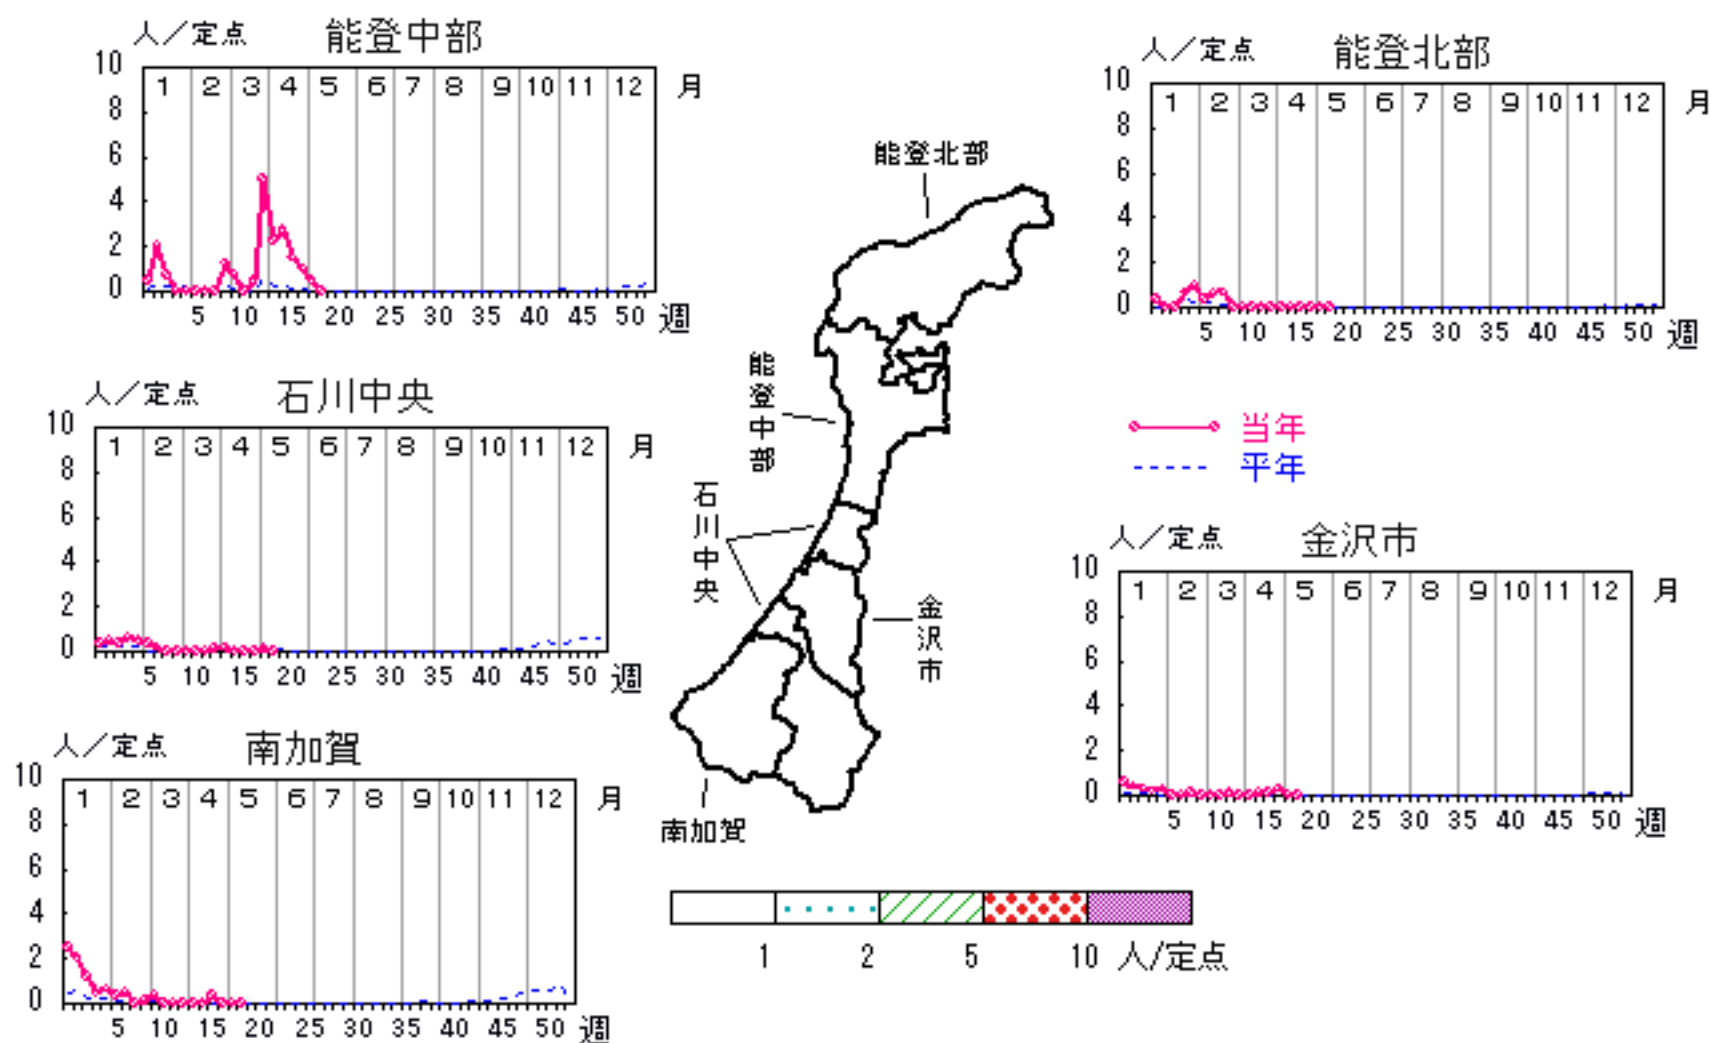 人／定点 能登中部
10 8 6 4 2 0
1 2 3 4 5 6 7 8 9 10 11 12 月
5 10 15 20 25 30 35 40 45 50 週
人／定点 能登北部
10 8 6 4 2 0
1 2 3 4 5 6 7 8 9 10 11 12 月
5 10 15 20 25 30 35 40 45 50 週
人／定点 石川中央
10 8 6 4 2 0
1 2 3 4 5 6 7 8 9 10 11 12 月
5 10 15 20 25 30 35 40 45 50 週
人／定点 金沢市
10 8 6 4 2 0
1 2 3 4 5 6 7 8 9 10 11 12 月
5 10 15 20 25 30 35 40 45 50 週
人／定点 南加賀
10 8 6 4 2 0
1 2 3 4 5 6 7 8 9 10 11 12 月
5 10 15 20 25 30 35 40 45 50 週
能登北部
能登中部
石川中央
金沢市
南加賀
当年
平年
1 2 5 10 人/定点